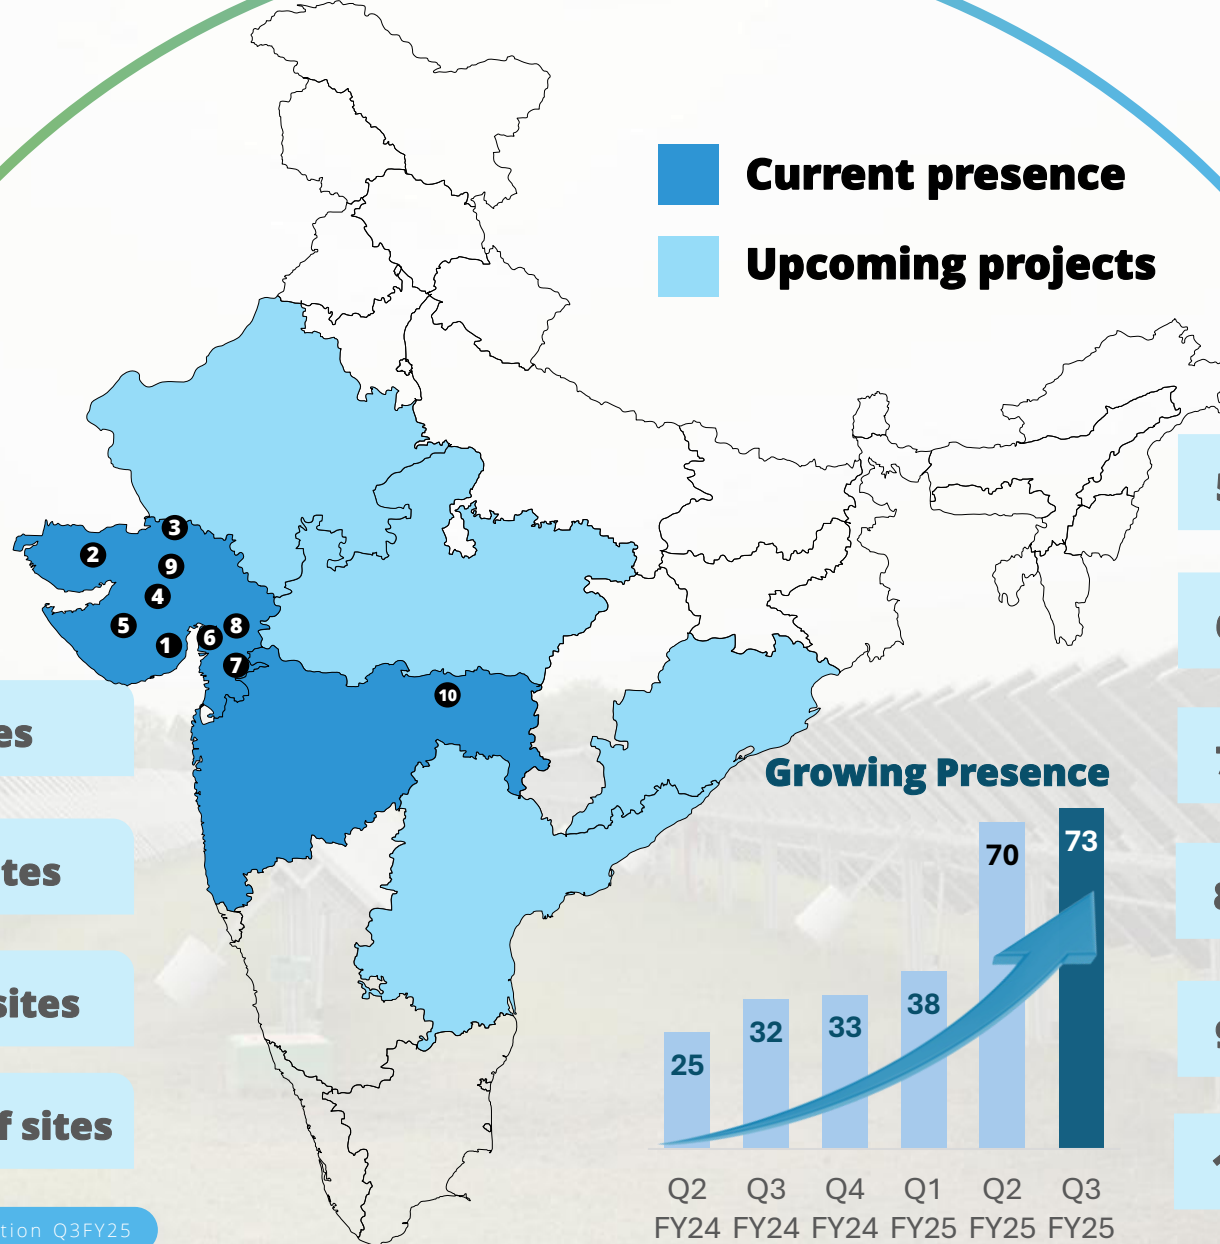 Current presence
Upcoming projects
3
2
9
4
5
8
6
1
7
10
es
tes
sites
f sites
Growing Presence
25
32
33
38
70
73
Q2 Q3 Q4 Q1 Q2 Q3
FY24 FY24 FY24 FY25 FY25 FY25
tion Q3FY25